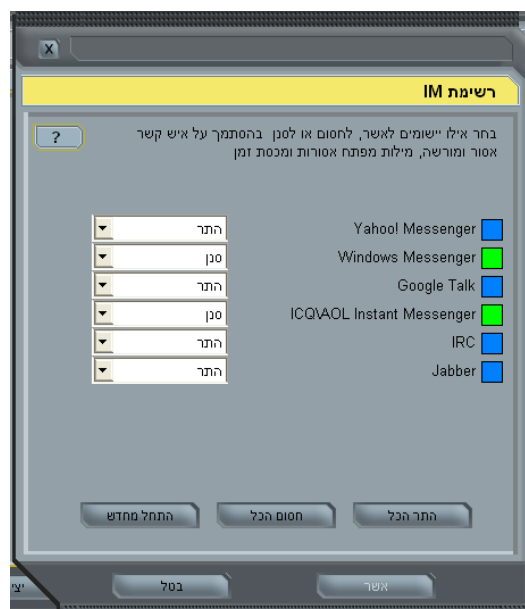 X
רשימת IM
?
בחר אילו יישומים לאשר, לחסום או לסנן בהסתמך על איש קשר
אסור ומורשה, מילות מפתח אסורות ומכסת זמן
Yahoo! Messenger התר
Windows Messenger סנן
Google Talk התר
ICQ\AOL Instant Messenger סנן
IRC התר
Jabber התר
התר הכל חסום הכל התחל מחדש
אשר בטל